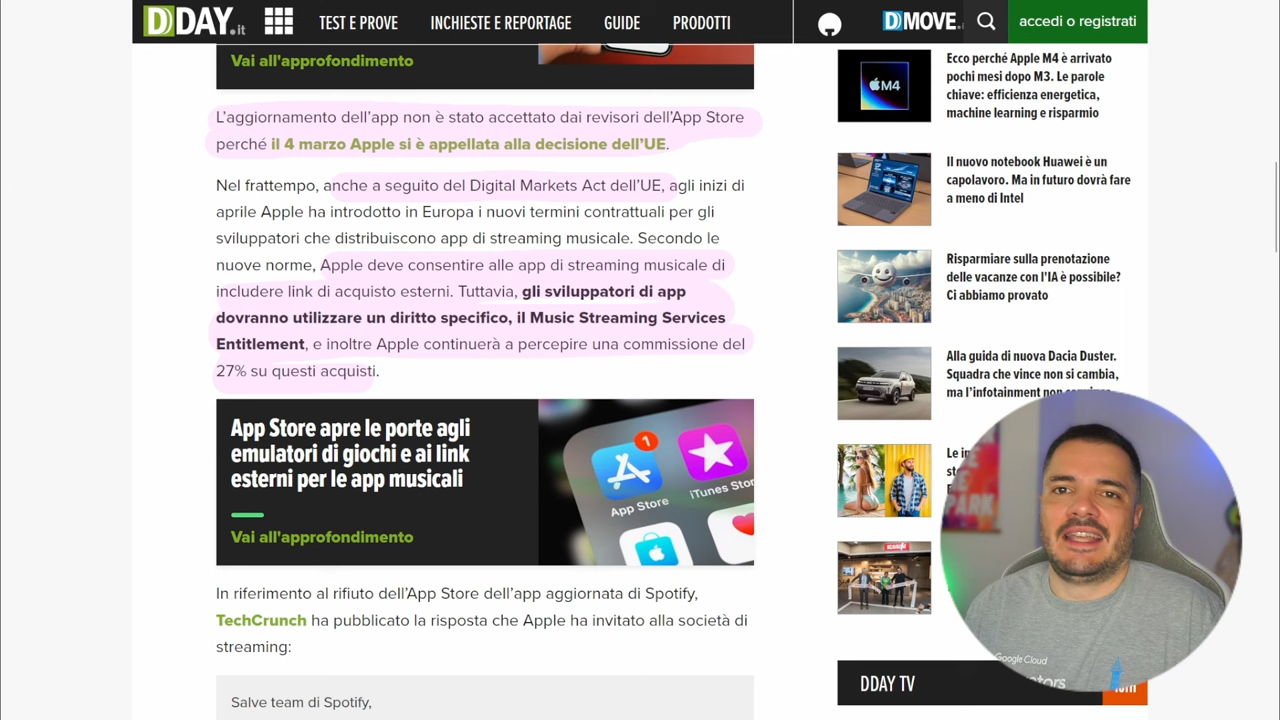 DDAY.it
TEST E PROVE
INCHIESTE E REPORTAGE
GUIDE
PRODOTTI
DMOVE.
accedi o registrati
Vai all'approfondimento
L'aggiornamento dell'app non è stato accettato dai revisori dell'App Store
perché il 4 marzo Apple si è appellata alla decisione dell'UE.
Nel frattempo, anche a seguito del Digital Markets Act dell'UE, agli inizi di
aprile Apple ha introdotto in Europa i nuovi termini contrattuali per gli
sviluppatori che distribuiscono app di streaming musicale. Secondo le
nuove norme, Apple deve consentire alle app di streaming musicale di
includere link di acquisto esterni. Tuttavia, gli sviluppatori di app
dovranno utilizzare un diritto specifico, il Music Streaming Services
Entitlement, e inoltre Apple continuerà a percepire una commissione del
27% su questi acquisti.
App Store apre le porte agli
emulatori di giochi e ai link
esterni per le app musicali
Vai all'approfondimento
1
App Store
iTunes Stor
In riferimento al rifiuto dell'App Store dell'app aggiornata di Spotify,
TechCrunch ha pubblicato la risposta che Apple ha invitato alla società di
streaming:
Salve team di Spotify,
M4
Ecco perché Apple M4 è arrivato
pochi mesi dopo M3. Le parole
chiave: efficienza energetica,
machine learning e risparmio
Il nuovo notebook Huawei è un
capolavoro. Ma in futuro dovrà fare
a meno di Intel
Risparmiare sulla prenotazione
delle vacanze con l'IA è possibile?
Ci abbiamo provato
Alla guida di nuova Dacia Duster.
Squadra che vince non si cambia,
ma l'infotainment non
Le
PARK
Google Cloud
DDAY TV